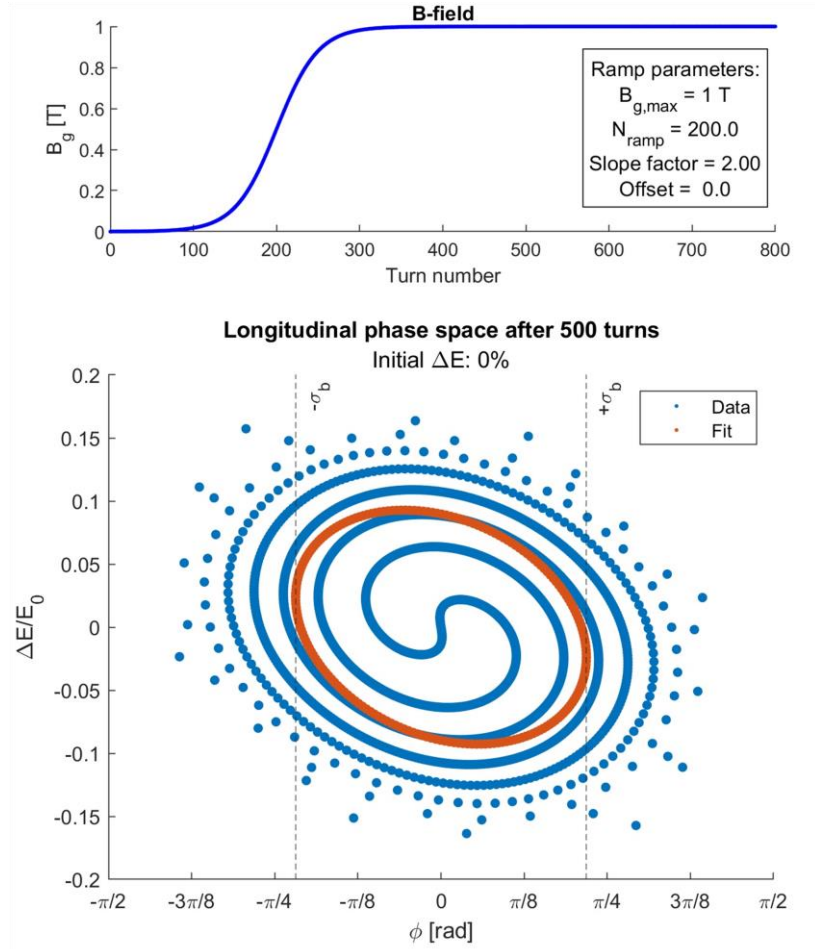 B-field
1
0.8
0.6
0.4
0.2
0
B_g [T]
Ramp parameters:
B_g,max = 1 T
N_ramp = 200.0
Slope factor = 2.00
Offset = 0.0
0 100 200 300 400 500 600 700 800
Turn number
Longitudinal phase space after 500 turns
Initial ΔE: 0%
0.2
0.15
0.1
0.05
0
-0.05
-0.1
-0.15
-0.2
ΔE/E_0
-σ_b
+σ_b
Data
Fit
-π/2 -3π/8 -π/4 -π/8 0 π/8 π/4 3π/8 π/2
ϕ [rad]